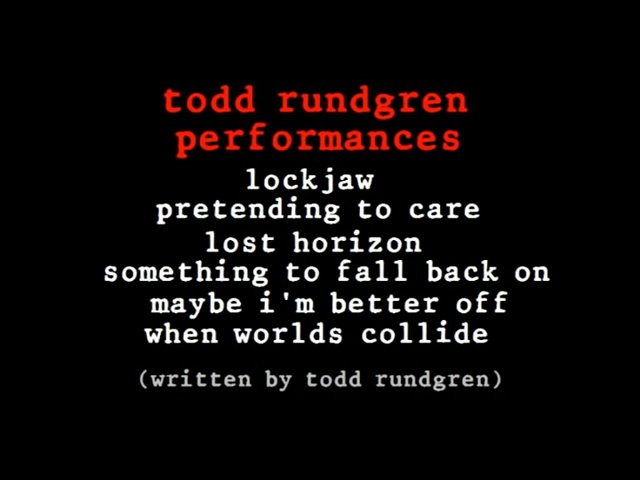 todd rundgren
performances
lockjaw
pretending to care
lost horizon
something to fall back on
maybe i'm better off
when worlds collide
(written by todd rundgren)